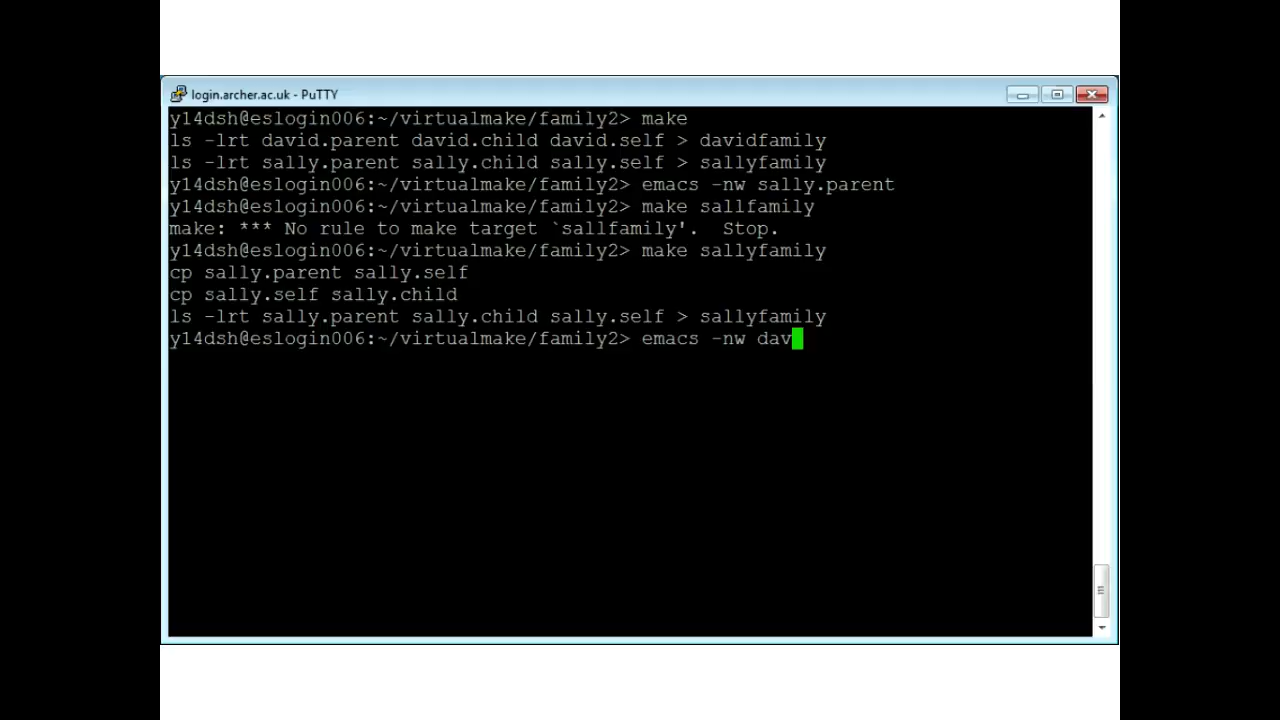 login.archer.ac.uk - PuTTY
y14dsh@eslogin006:~/virtualmake/family2> make
ls -lrt david.parent david.child david.self > davidfamily
ls -lrt sally.parent sally.child sally.self > sallyfamily
y14dsh@eslogin006:~/virtualmake/family2> emacs -nw sally.parent
y14dsh@eslogin006:~/virtualmake/family2> make sallfamily
make: *** No rule to make target `sallfamily'.  Stop.
y14dsh@eslogin006:~/virtualmake/family2> make sallyfamily
cp sally.parent sally.self
cp sally.self sally.child
ls -lrt sally.parent sally.child sally.self > sallyfamily
y14dsh@eslogin006:~/virtualmake/family2> emacs -nw dav